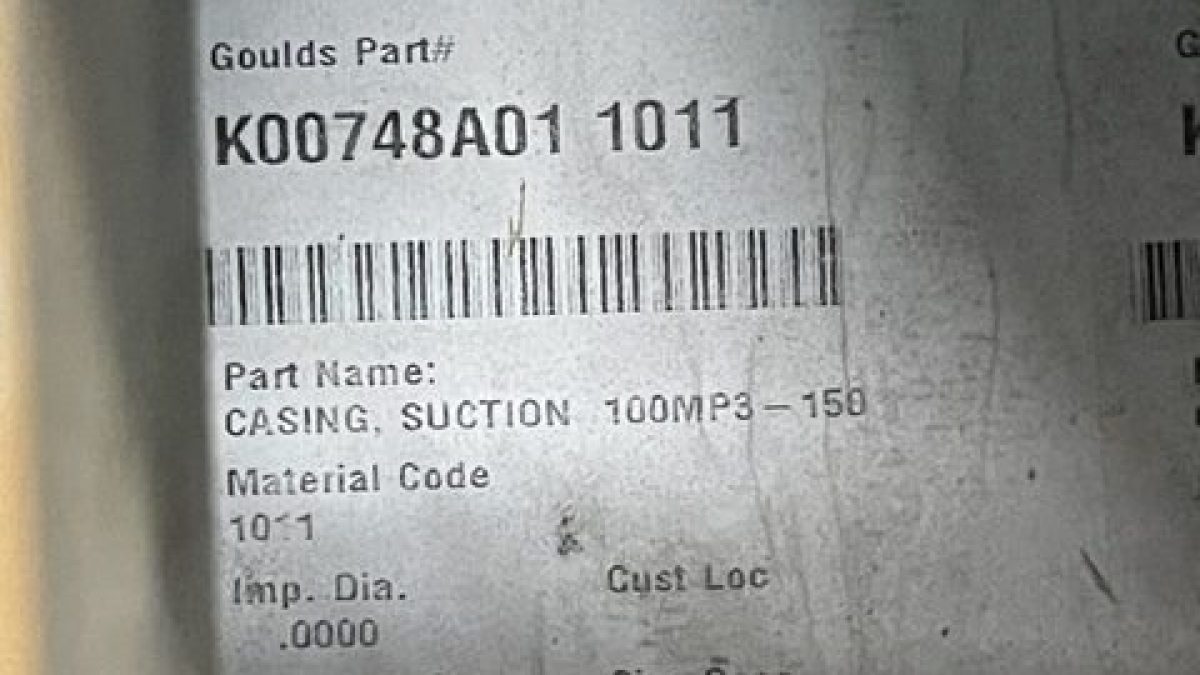 Goulds Part#
K00748A01 1011
Part Name:
CASING, SUCTION 100MP3-150
Material Code
1011
Imp. Dia.
.0000
Cust Loc